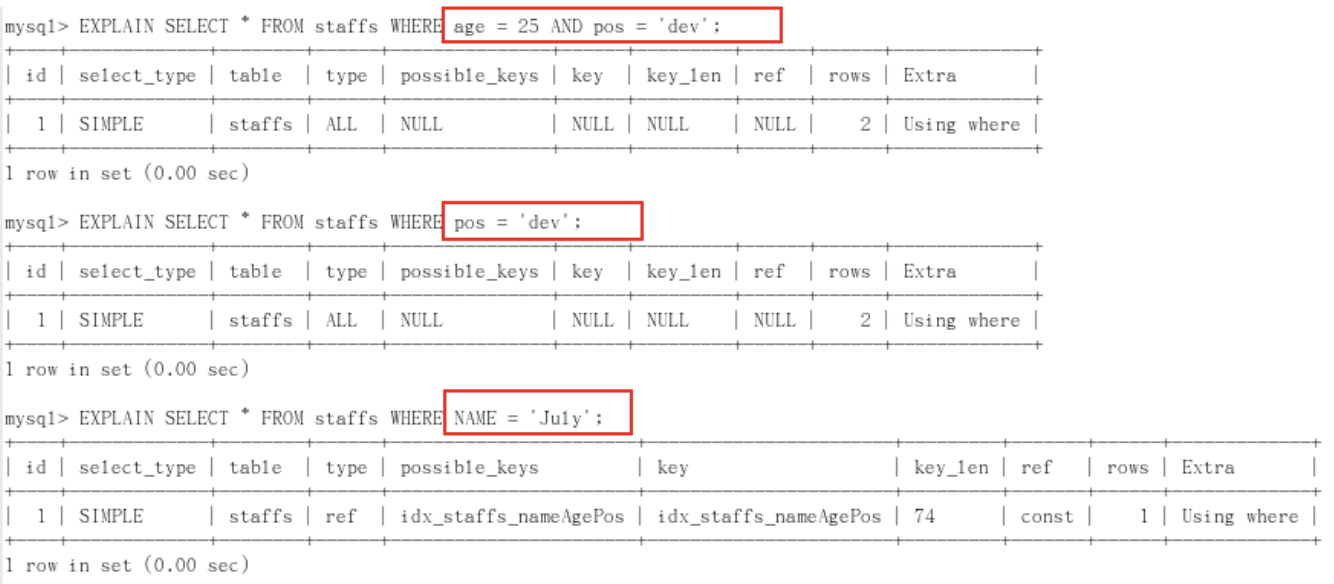 mysql> EXPLAIN SELECT * FROM staffs WHERE age = 25 AND pos = 'dev';
| id | select_type | table | type | possible_keys | key | key_len | ref | rows | Extra |
| 1 | SIMPLE | staffs | ALL | NULL | NULL | NULL | NULL | 2 | Using where |
1 row in set (0.00 sec)
mysql> EXPLAIN SELECT * FROM staffs WHERE pos = 'dev';
| id | select_type | table | type | possible_keys | key | key_len | ref | rows | Extra |
| 1 | SIMPLE | staffs | ALL | NULL | NULL | NULL | NULL | 2 | Using where |
1 row in set (0.00 sec)
mysql> EXPLAIN SELECT * FROM staffs WHERE NAME = 'July';
| id | select_type | table | type | possible_keys | key | key_len | ref | rows | Extra |
| 1 | SIMPLE | staffs | ref | idx_staffs_nameAgePos | idx_staffs_nameAgePos | 74 | const | 1 | Using where |
1 row in set (0.00 sec)